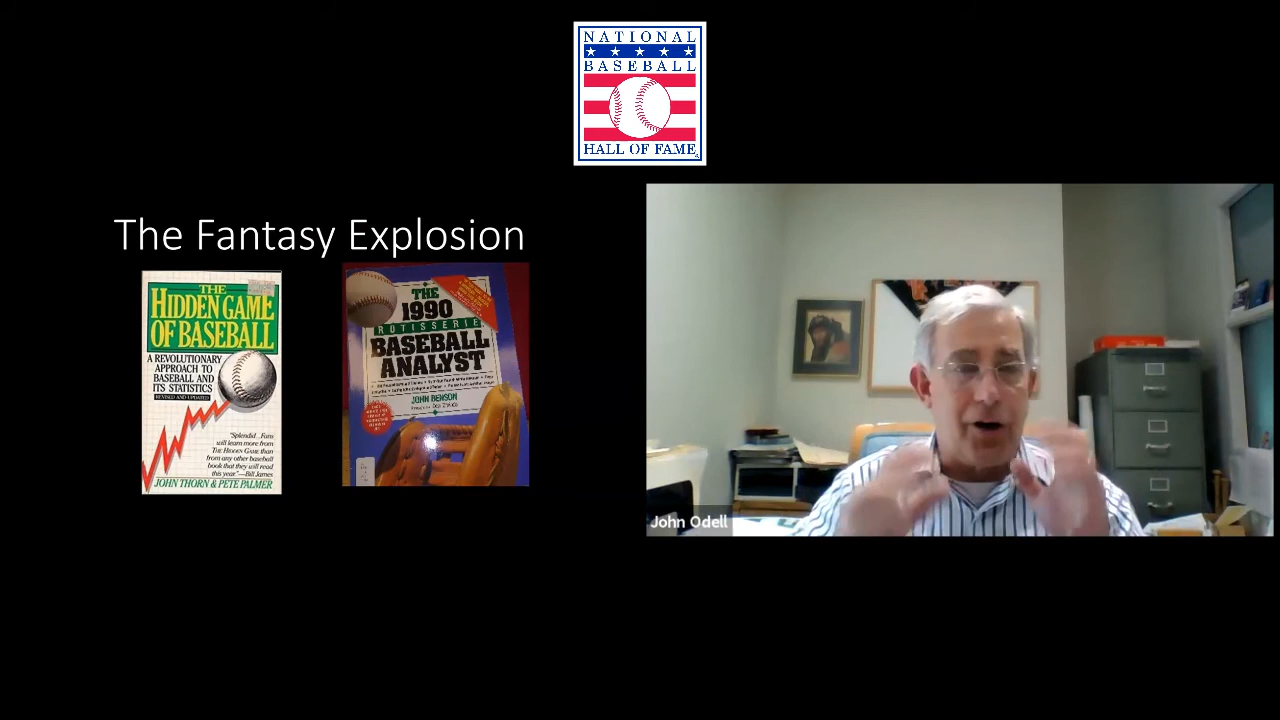 NATIONAL
BASEBALL
HALL OF FAME
The Fantasy Explosion
THE
HIDDEN GAME
OF BASEBALL
A REVOLUTIONARY
APPROACH TO
BASEBALL AND
ITS STATISTICS
REVISED AND UPDATED
"Splendid...Fans
will learn more from
THE HIDDEN GAME than
from any other baseball
book that they will read
this year."—Bill James
JOHN THORN & PETE PALMER
THE
1990
ROTISSERIE
BASEBALL
ANALYST
JOHN BENSON
John Odell